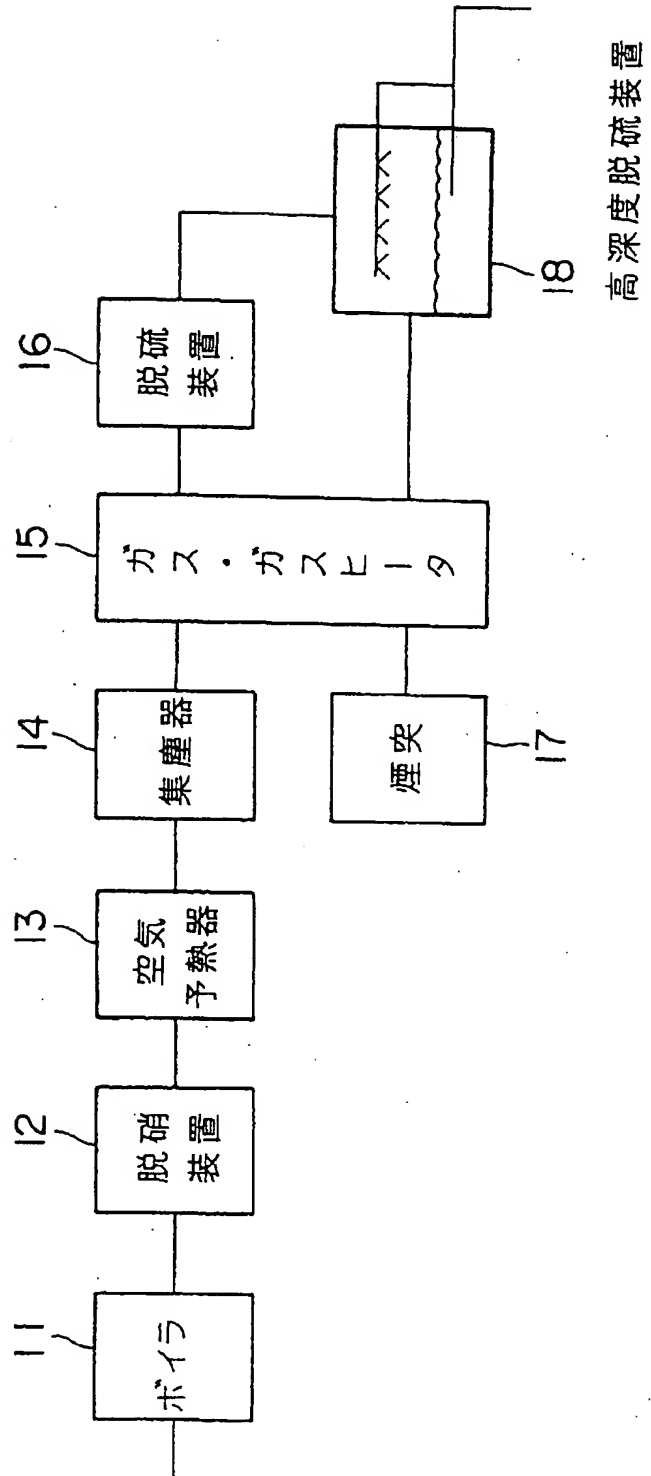 11
ボイラ
12
脱硝
装置
13
空気
予熱器
14
集塵器
15
ガス・ガスヒータ
16
脱硫
装置
17
煙突
18
高深度脱硫装置